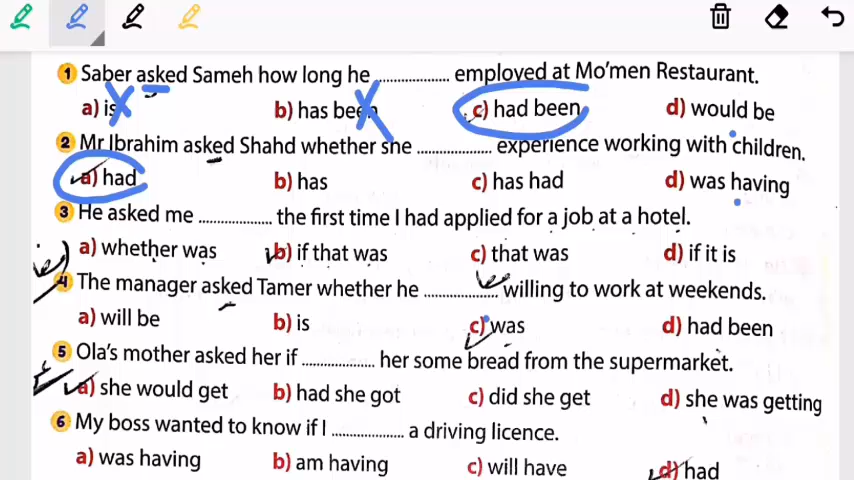 1 Saber asked Sameh how long he .................. employed at Mo'men Restaurant.
a) is b) has been c) had been d) would be
2 Mr Ibrahim asked Shahd whether she .................. experience working with children.
a) had b) has c) has had d) was having
3 He asked me .................. the first time I had applied for a job at a hotel.
a) whether was b) if that was c) that was d) if it is
4 The manager asked Tamer whether he .................. willing to work at weekends.
a) will be b) is c) was d) had been
5 Ola's mother asked her if .................. her some bread from the supermarket.
a) she would get b) had she got c) did she get d) she was getting
6 My boss wanted to know if I .................. a driving licence.
a) was having b) am having c) will have d) had